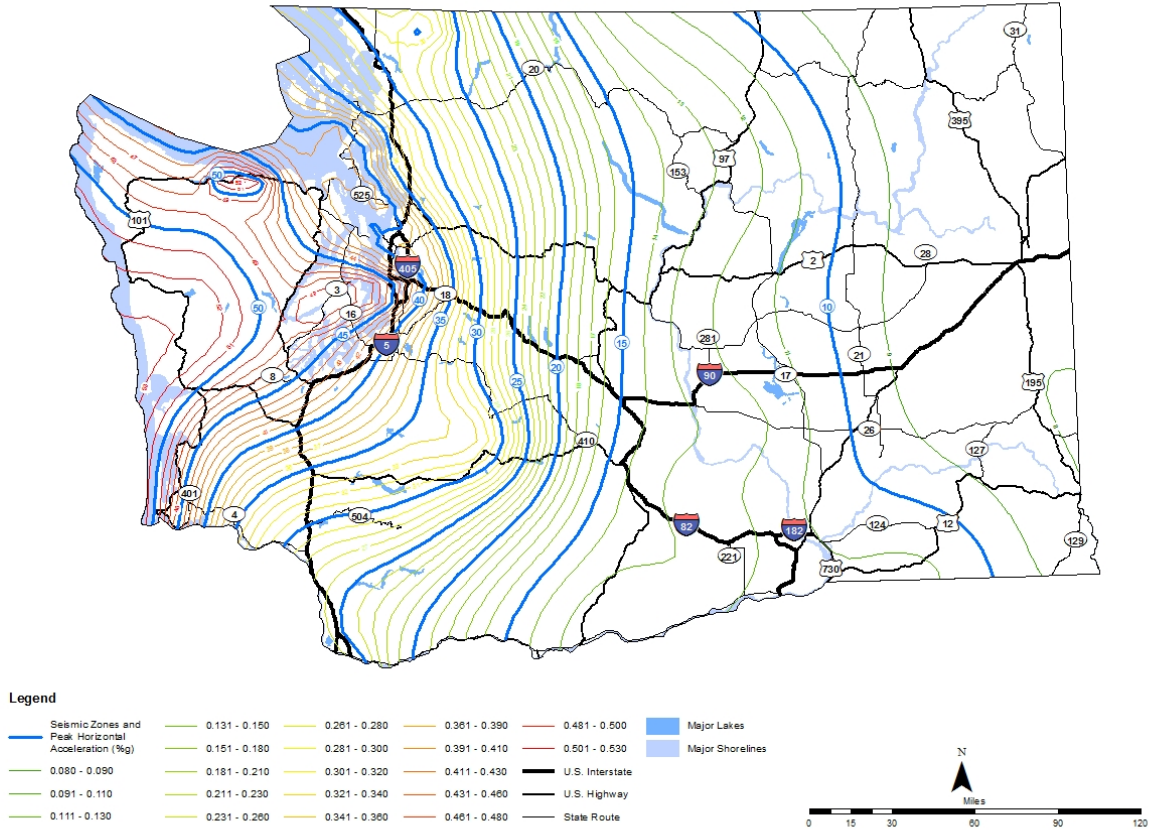 31
20
395
97
153
50
525
101
405
2
28
3
18
40
10
16
50
35
30
45
5
15
281
21
90
17
25
20
8
195
26
410
127
401
4
504
82
182
124
12
221
730
129
Legend
Seismic Zones and
Peak Horizontal
Acceleration (%g)
0.080 - 0.090
0.091 - 0.110
0.111 - 0.130
0.131 - 0.150
0.151 - 0.180
0.181 - 0.210
0.211 - 0.230
0.231 - 0.260
0.261 - 0.280
0.281 - 0.300
0.301 - 0.320
0.321 - 0.340
0.341 - 0.360
0.361 - 0.390
0.391 - 0.410
0.411 - 0.430
0.431 - 0.460
0.461 - 0.480
0.481 - 0.500
0.501 - 0.530
U.S. Interstate
U.S. Highway
State Route
Major Lakes
Major Shorelines
N
Miles
0 15 30 60 90 120